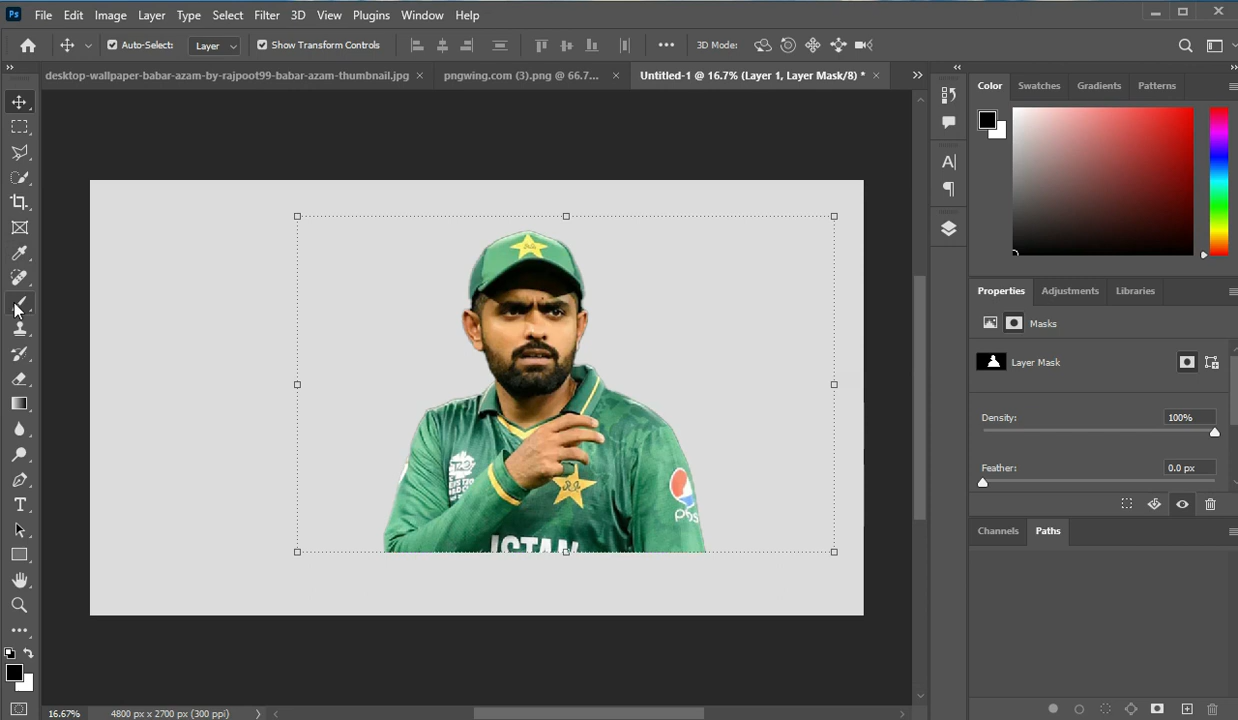 Ps File Edit Image Layer Type Select Filter 3D View Plugins Window Help
Auto-Select: Layer Show Transform Controls 3D Mode:
desktop-wallpaper-babar-azam-by-rajpoot99-babar-azam-thumbnail.jpg × pngwing.com (3).png @ 66.7... × Untitled-1 @ 16.7% (Layer 1, Layer Mask/8) * ×
Color Swatches Gradients Patterns
Properties Adjustments Libraries
Masks
Layer Mask
Density: 100%
Feather: 0.0 px
Channels Paths
16.67% 4800 px x 2700 px (300 ppi)
T
A
ISTAN